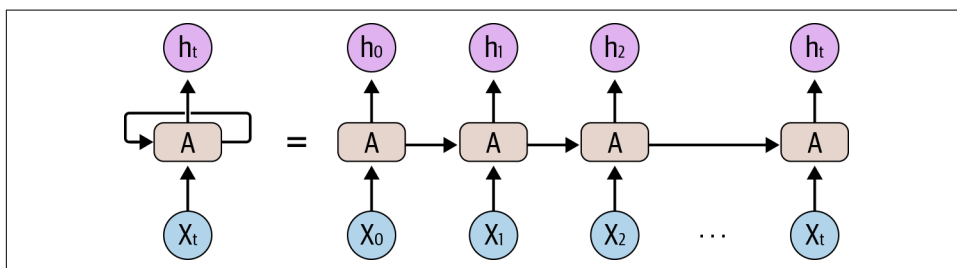 hₜ h₀ h₁ h₂ hₜ
A = A A A A
Xₜ X₀ X₁ X₂ ... Xₜ